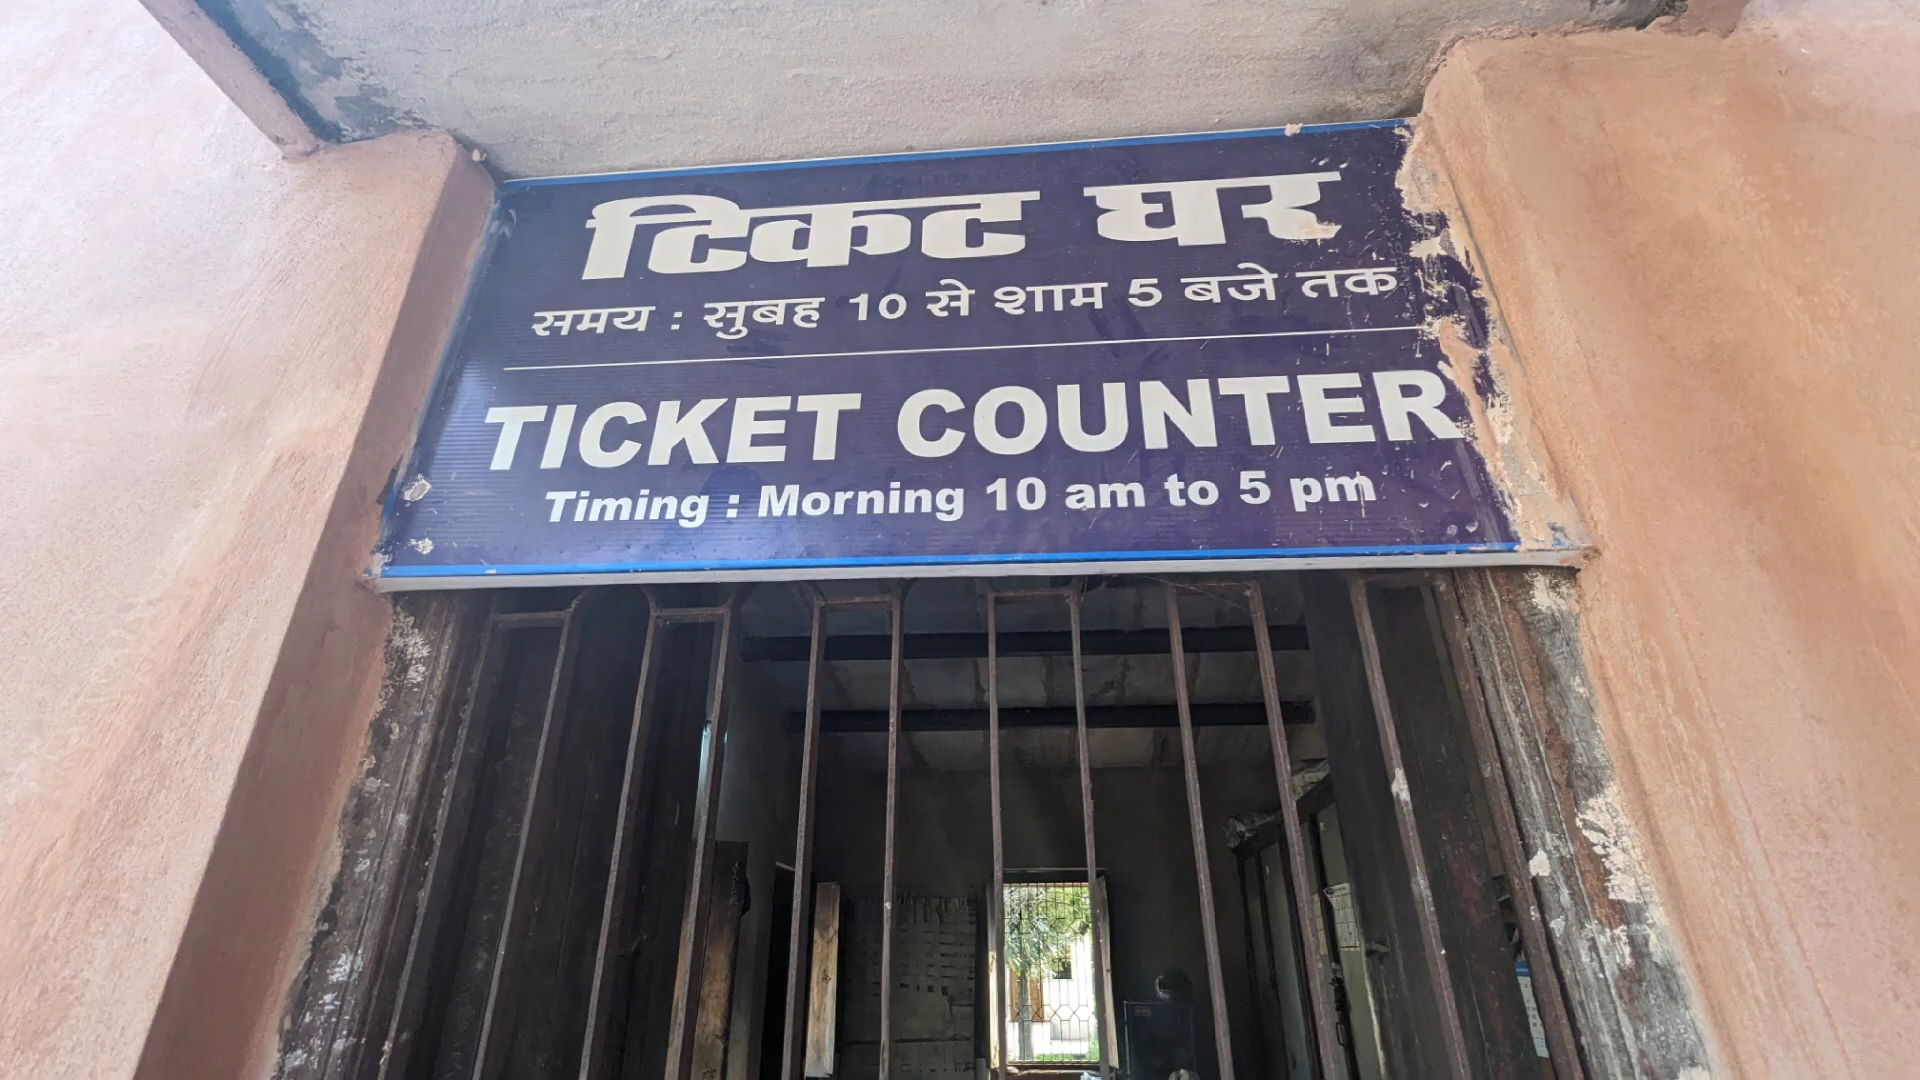 टिकट घर
समय : सुबह 10 से शाम 5 बजे तक
TICKET COUNTER
Timing : Morning 10 am to 5 pm